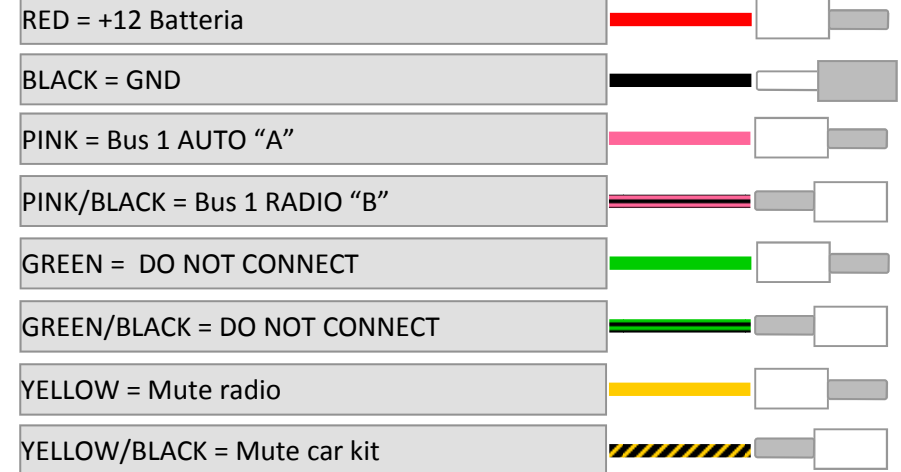 RED = +12 Batteria
BLACK = GND
PINK = Bus 1 AUTO “A”
PINK/BLACK = Bus 1 RADIO “B”
GREEN =  DO NOT CONNECT
GREEN/BLACK = DO NOT CONNECT
YELLOW = Mute radio
YELLOW/BLACK = Mute car kit